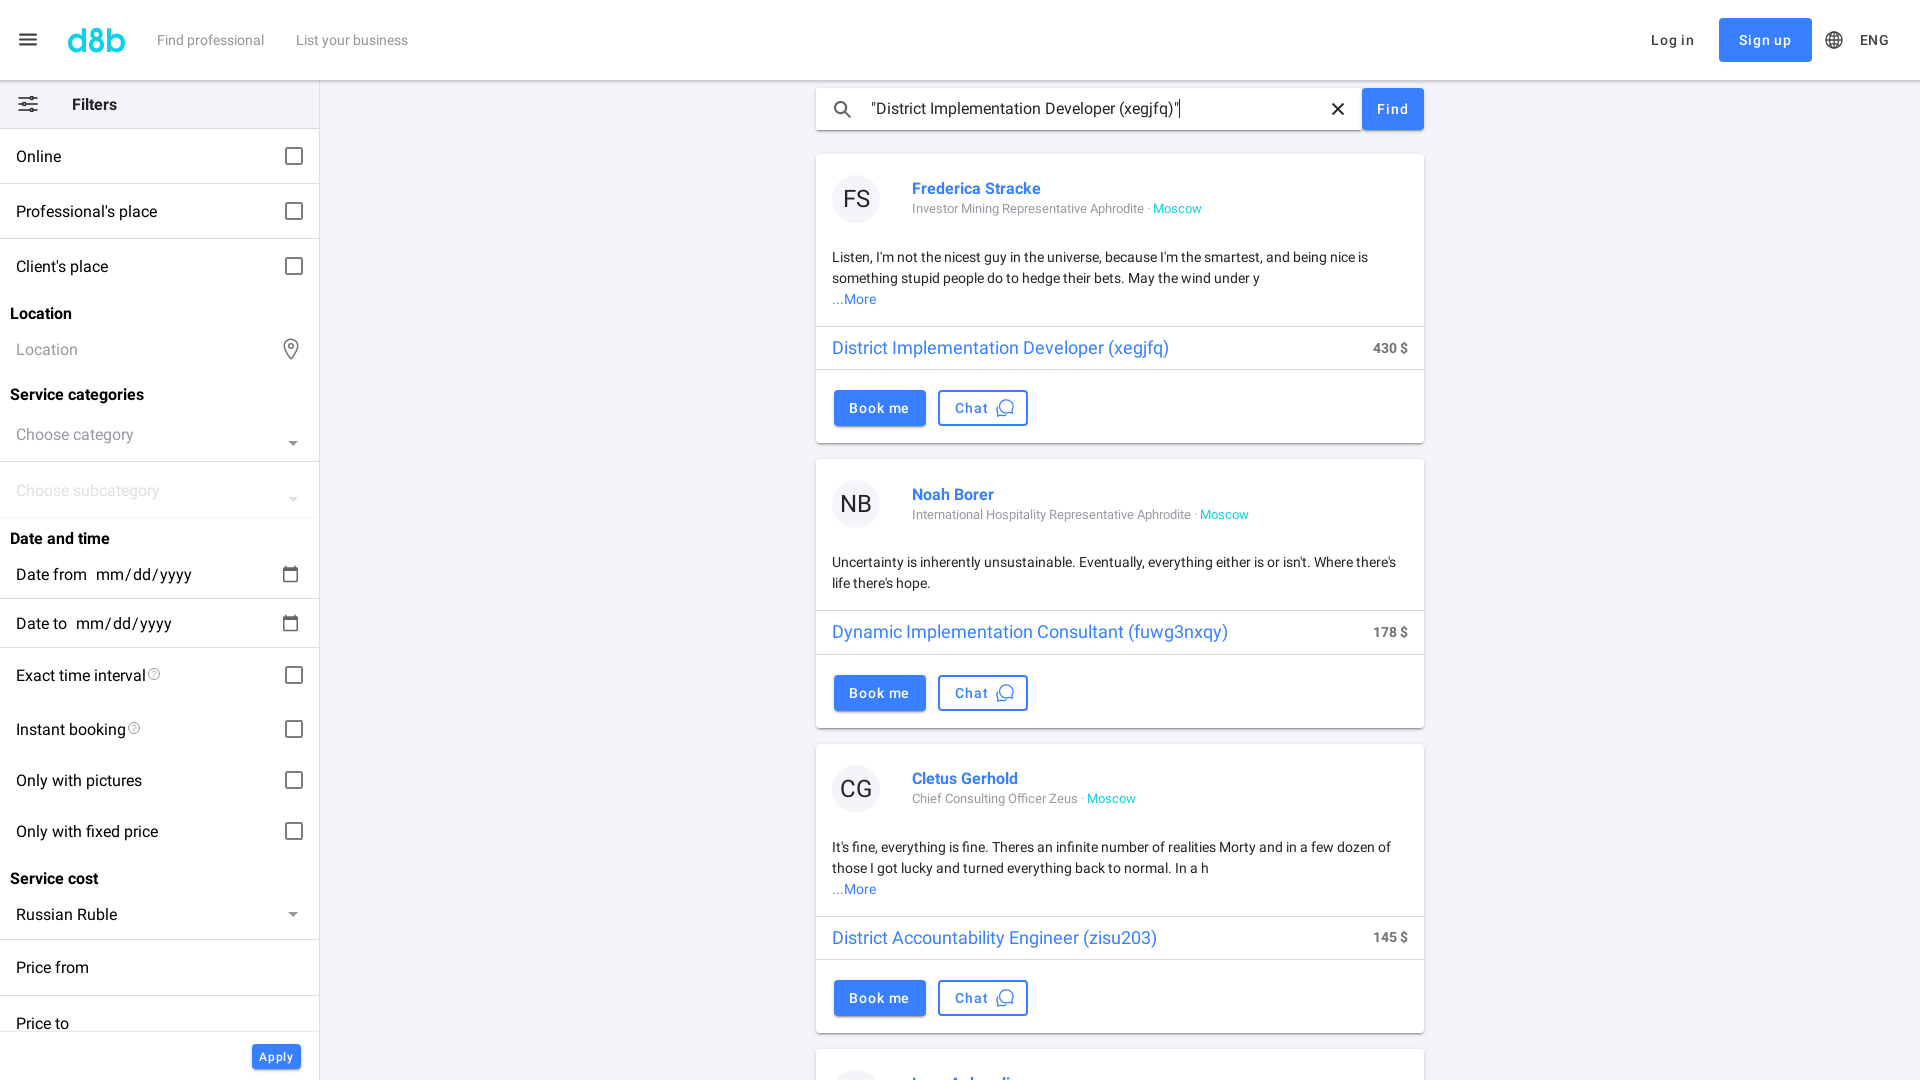 d8b
Find professional
List your business
Log in
Sign up
ENG
Filters
Online
Professional's place
Client's place
Location
Location
Service categories
Choose category
Choose subcategory
Date and time
Date from mm/dd/yyyy
Date to mm/dd/yyyy
Exact time interval
Instant booking
Only with pictures
Only with fixed price
Service cost
Russian Ruble
Price from
Price to
Apply
"District Implementation Developer (xegjfq)"
Find
FS
Frederica Stracke
Investor Mining Representative Aphrodite · Moscow
Listen, I'm not the nicest guy in the universe, because I'm the smartest, and being nice is
something stupid people do to hedge their bets. May the wind under y
...More
District Implementation Developer (xegjfq) 430 $
Book me
Chat
NB
Noah Borer
International Hospitality Representative Aphrodite · Moscow
Uncertainty is inherently unsustainable. Eventually, everything either is or isn't. Where there's
life there's hope.
Dynamic Implementation Consultant (fuwg3nxqy) 178 $
Book me
Chat
CG
Cletus Gerhold
Chief Consulting Officer Zeus · Moscow
It's fine, everything is fine. Theres an infinite number of realities Morty and in a few dozen of
those I got lucky and turned everything back to normal. In a h
...More
District Accountability Engineer (zisu203) 145 $
Book me
Chat